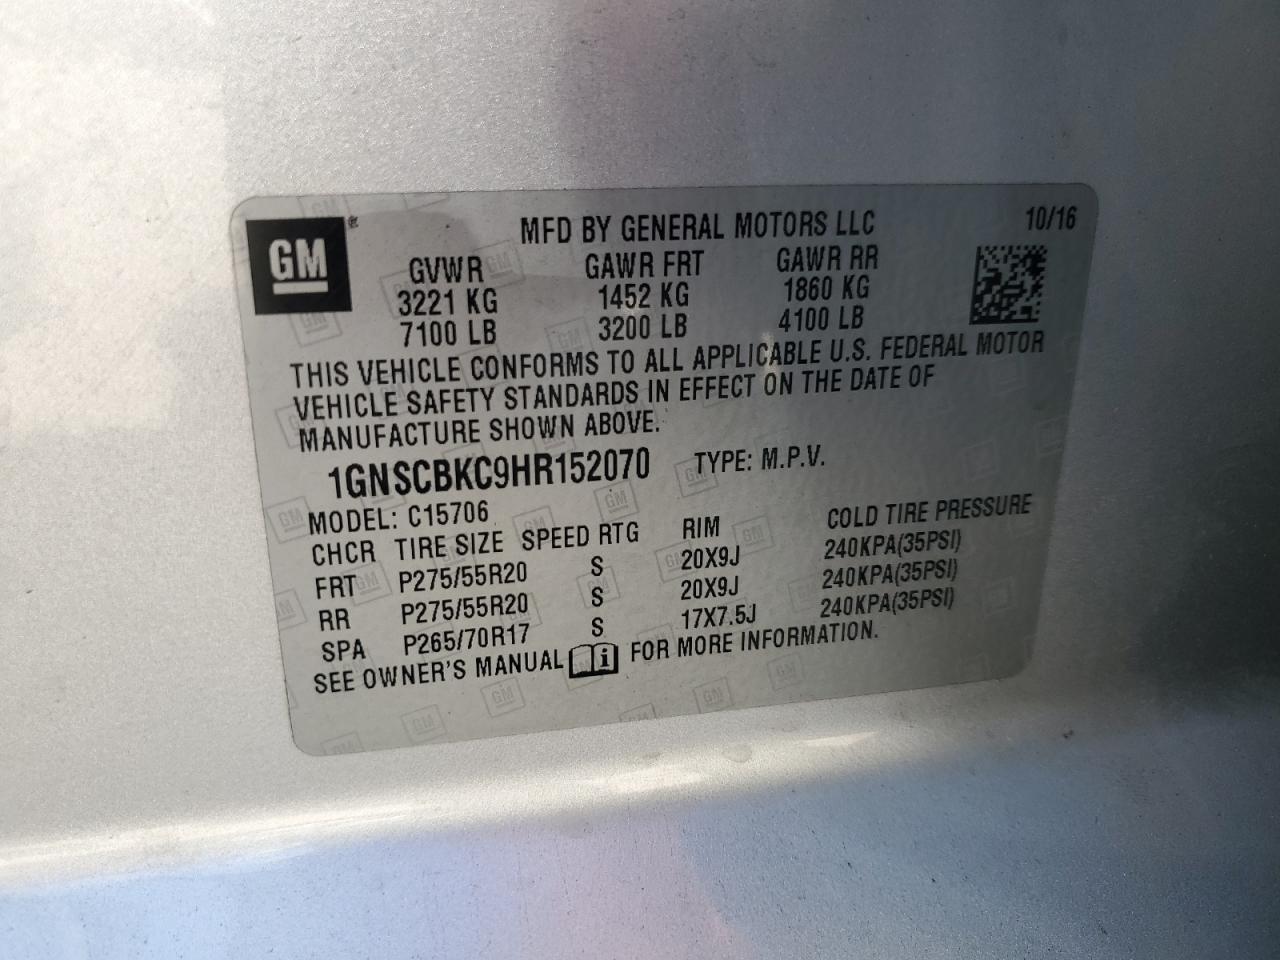 GM ® MFD BY GENERAL MOTORS LLC 10/16
GVWR GAWR FRT GAWR RR
3221 KG 1452 KG 1860 KG
7100 LB 3200 LB 4100 LB
THIS VEHICLE CONFORMS TO ALL APPLICABLE U.S. FEDERAL MOTOR
VEHICLE SAFETY STANDARDS IN EFFECT ON THE DATE OF
MANUFACTURE SHOWN ABOVE.
1GNSCBKC9HR152070 TYPE: M.P.V.
MODEL: C15706
CHCR TIRE SIZE SPEED RTG RIM COLD TIRE PRESSURE
FRT P275/55R20 S 20X9J 240KPA(35PSI)
RR P275/55R20 S 20X9J 240KPA(35PSI)
SPA P265/70R17 S 17X7.5J 240KPA(35PSI)
SEE OWNER'S MANUAL i FOR MORE INFORMATION.